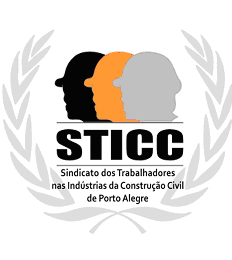 STICC
Sindicato dos Trabalhadores
nas Indústrias da Construção Civil
de Porto Alegre